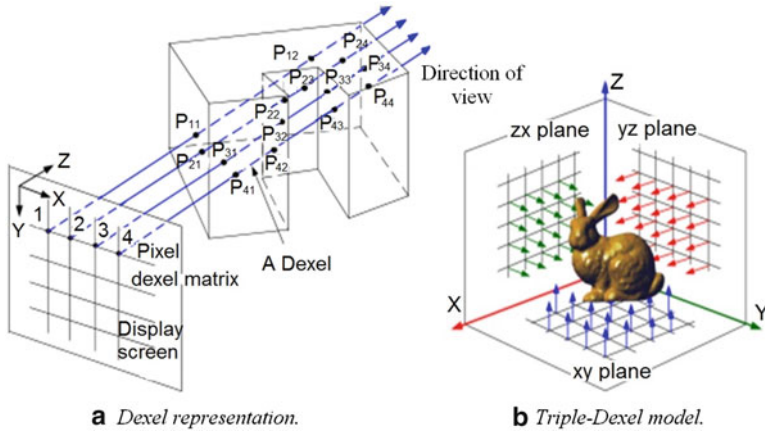 P₁₂
P₂₄
P₂₃
P₃₃
P₃₄
P₄₄
Direction of
view
P₁₁
P₂₂
P₄₃
P₂₁
P₃₁
P₃₂
P₄₂
P₄₁
Z
X
Y
1
2
3
4
Pixel
A Dexel
dexel matrix
Display
screen
a Dexel representation.
Z
zx plane
yz plane
X
Y
xy plane
b Triple-Dexel model.